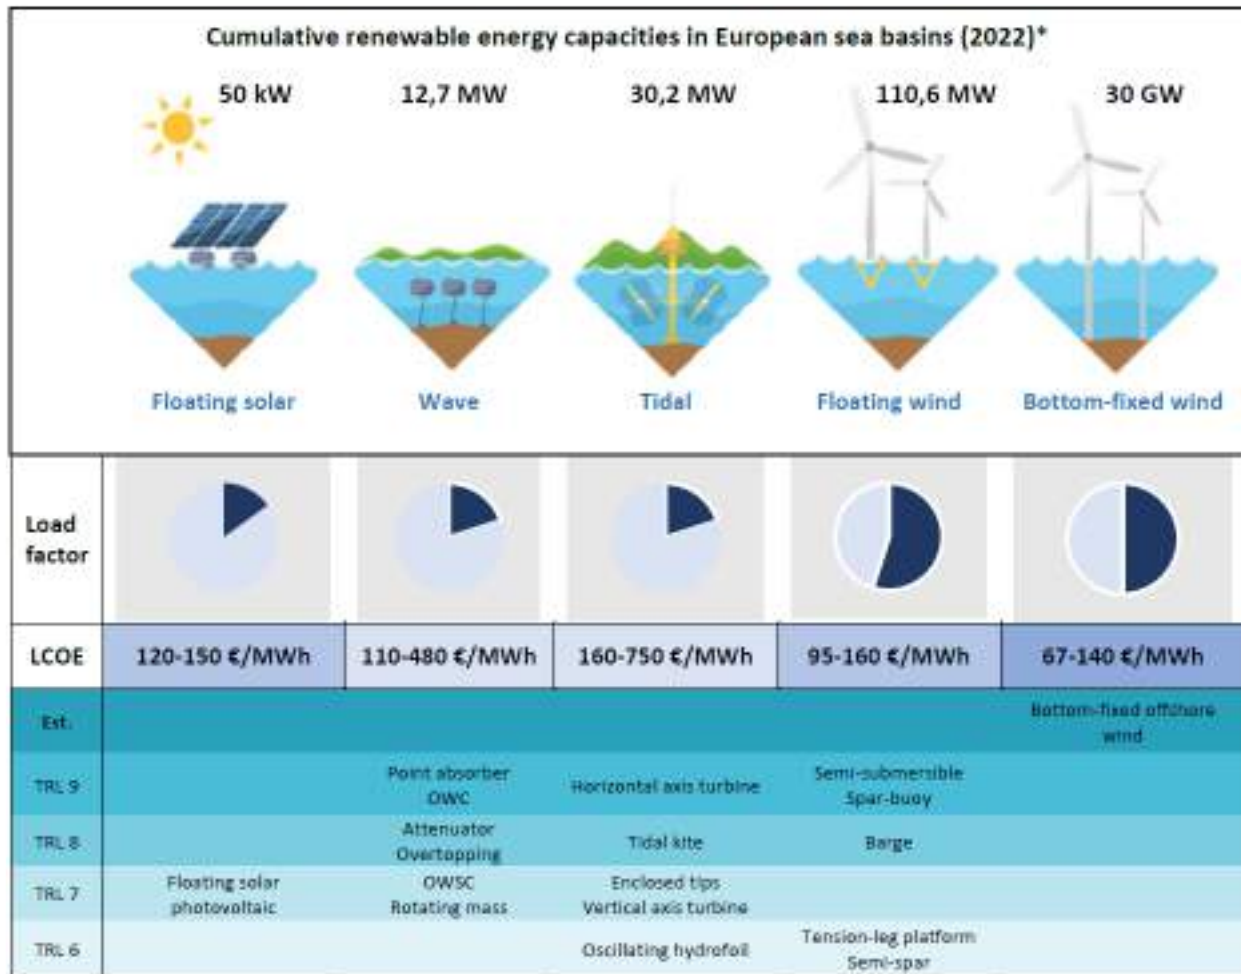 Cumulative renewable energy capacities in European sea basins (2022)*
50 kW
12,7 MW
30,2 MW
110,6 MW
30 GW
Floating solar
Wave
Tidal
Floating wind
Bottom-fixed wind
Load
factor
LCOE
120-150 €/MWh
110-480 €/MWh
160-750 €/MWh
95-160 €/MWh
67-140 €/MWh
Est.
Bottom-fixed offshore
wind
TRL 9
Point absorber
OWC
Horizontal axis turbine
Semi-submersible
Spar-buoy
TRL 8
Attenuator
Overtopping
Tidal kite
Barge
TRL 7
Floating solar
photovoltaic
OWSC
Rotating mass
Enclosed tips
Vertical axis turbine
TRL 6
Oscillating hydrofoil
Tension-leg platform
Semi-spar